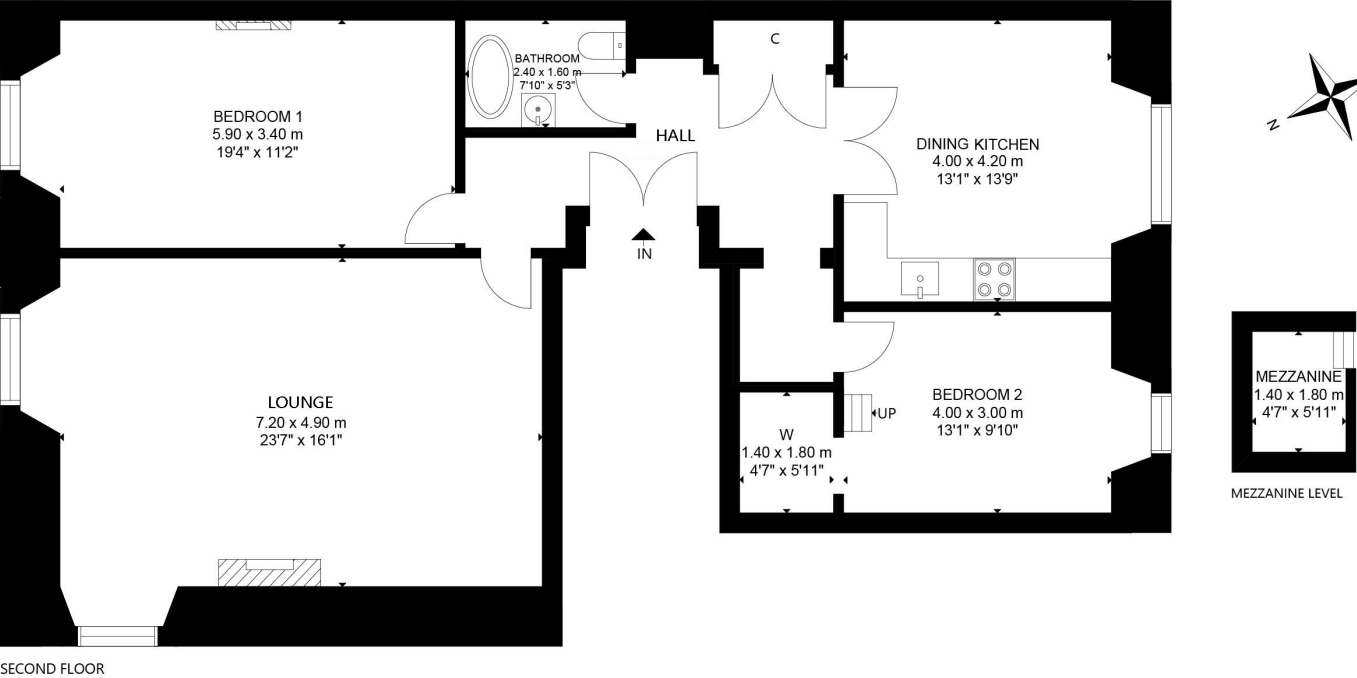 BEDROOM 1
5.90 x 3.40 m
19'4" x 11'2"
BATHROOM
2.40 x 1.60 m
7'10" x 5'3"
C
HALL
IN
DINING KITCHEN
4.00 x 4.20 m
13'1" x 13'9"
N
LOUNGE
7.20 x 4.90 m
23'7" x 16'1"
W
1.40 x 1.80 m
4'7" x 5'11"
UP
BEDROOM 2
4.00 x 3.00 m
13'1" x 9'10"
MEZZANINE
1.40 x 1.80 m
4'7" x 5'11"
MEZZANINE LEVEL
SECOND FLOOR